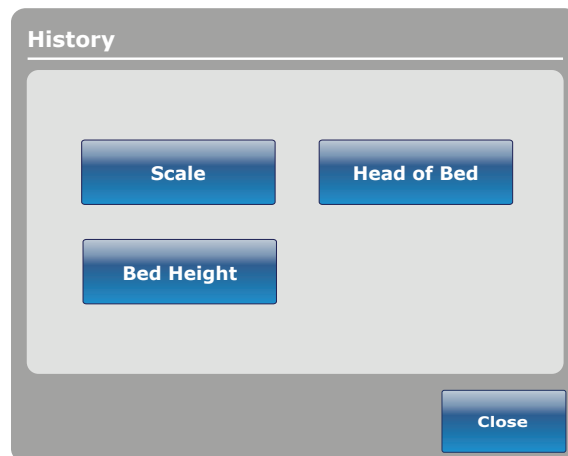 History
Scale
Head of Bed
Bed Height
Close